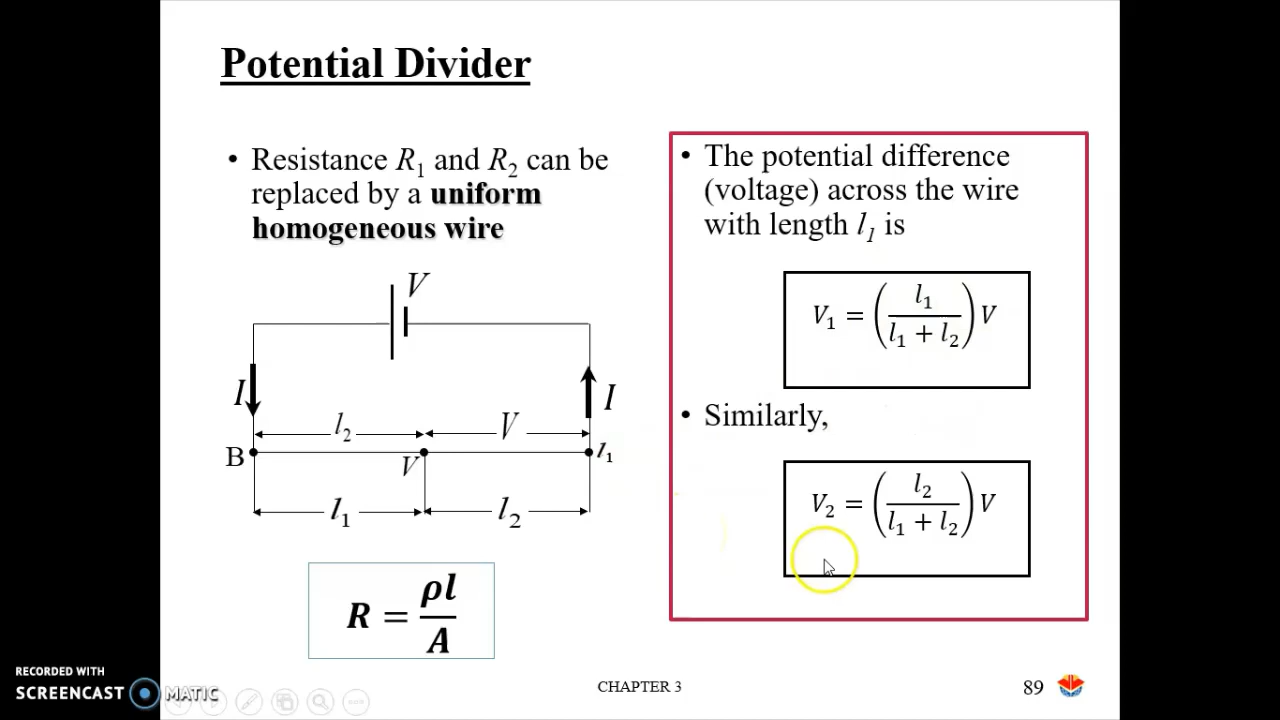 Potential Divider
• Resistance R₁ and R₂ can be
replaced by a uniform
homogeneous wire
V
I
I
l₂
V
B
V
l₁
l₁
l₂
R = ρl/A
• The potential difference
(voltage) across the wire
with length l₁ is
V₁ = (l₁/(l₁ + l₂)) V
• Similarly,
V₂ = (l₂/(l₁ + l₂)) V
RECORDED WITH
SCREENCAST MATIC
CHAPTER 3
89